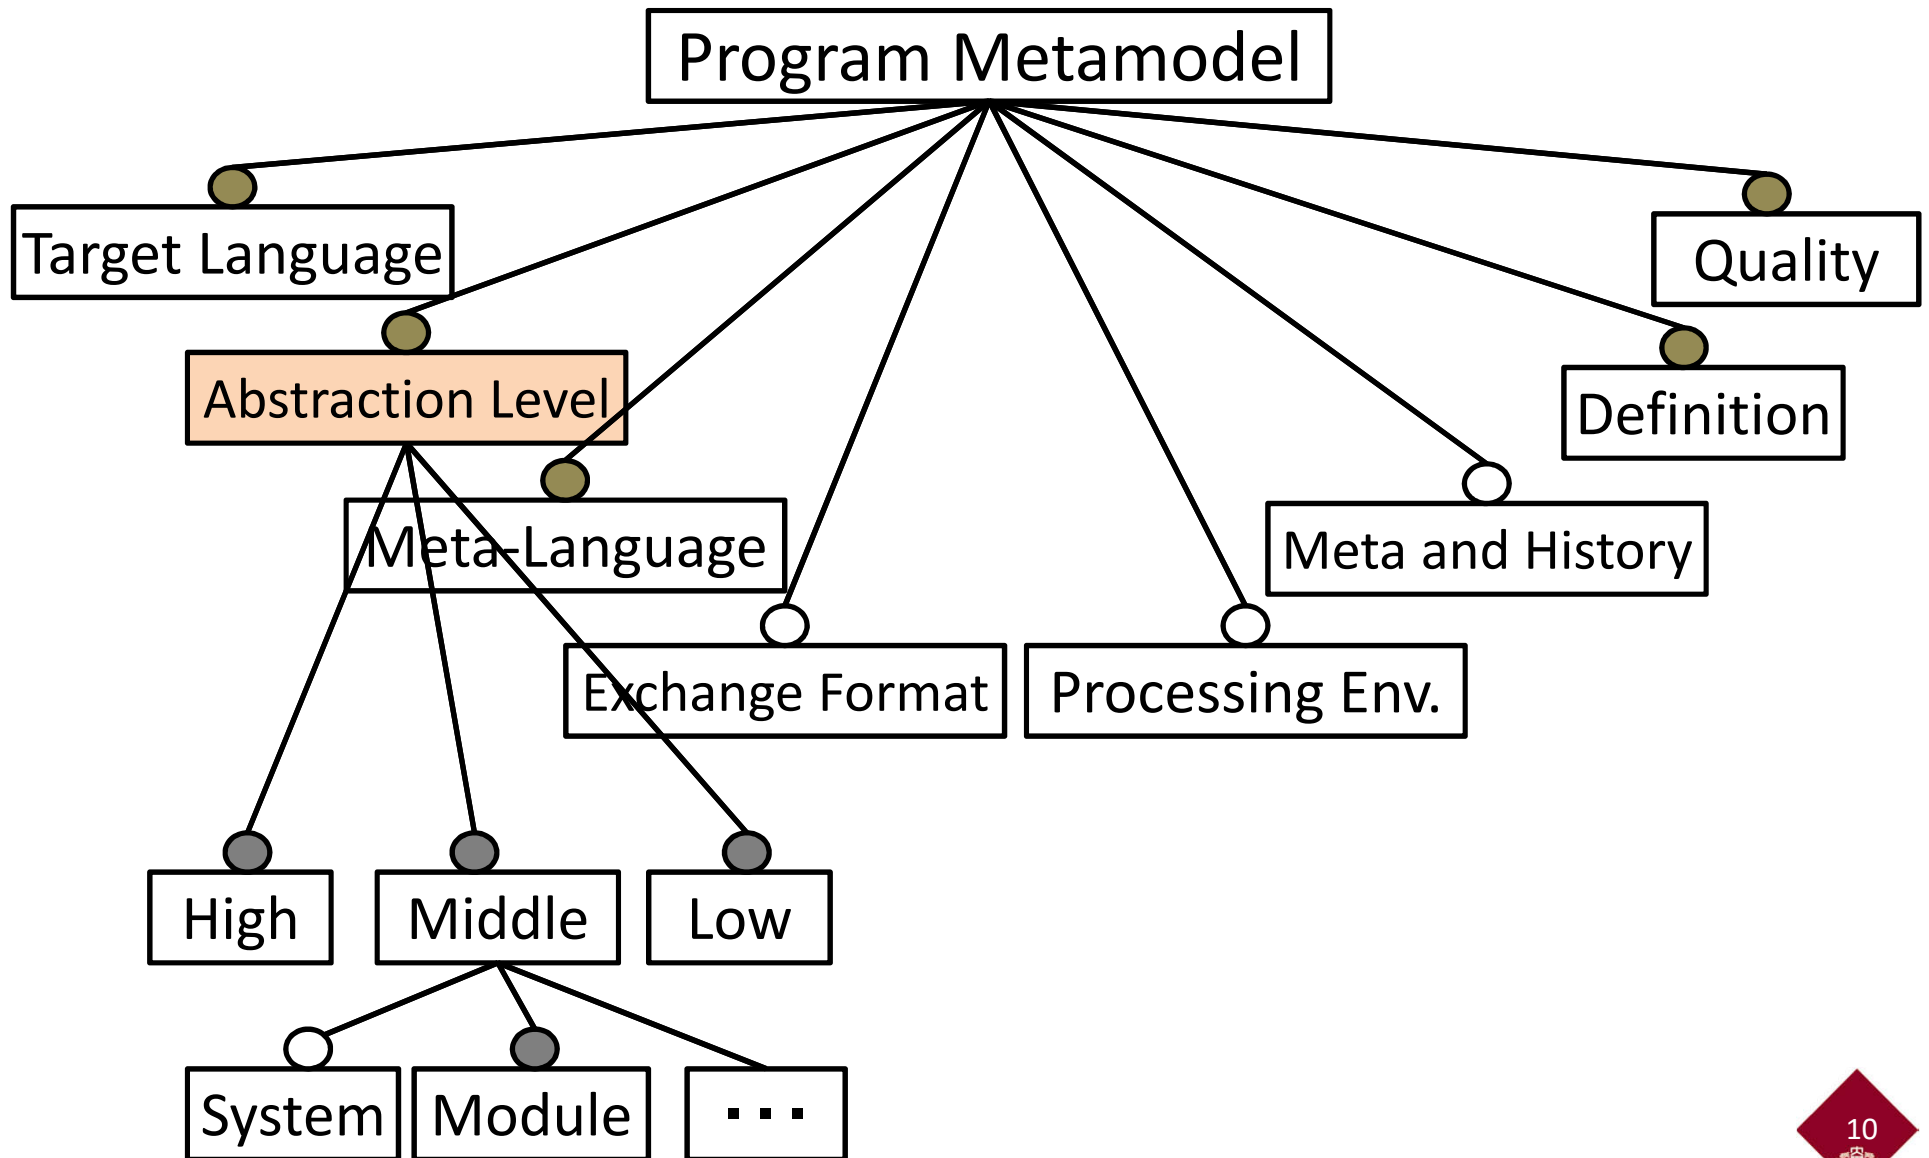 Program Metamodel
Target Language
Quality
Abstraction Level
Definition
Meta-Language
Meta and History
Exchange Format
Processing Env.
High
Middle
Low
System
Module
...
10